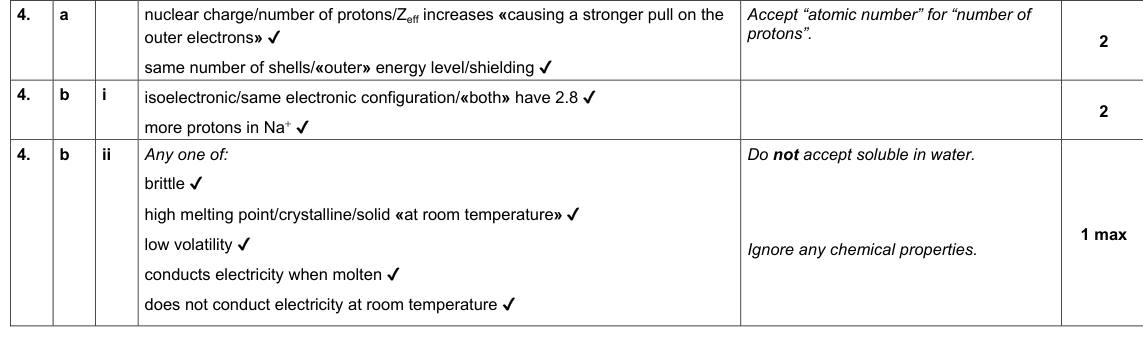 4. a nuclear charge/number of protons/Zeff increases «causing a stronger pull on the Accept “atomic number” for “number of
outer electrons» ✓ protons”. 2
same number of shells/«outer» energy level/shielding ✓
4. b i isoelectronic/same electronic configuration/«both» have 2.8 ✓ 2
more protons in Na⁺ ✓
4. b ii Any one of: Do not accept soluble in water.
brittle ✓
high melting point/crystalline/solid «at room temperature» ✓
low volatility ✓ Ignore any chemical properties. 1 max
conducts electricity when molten ✓
does not conduct electricity at room temperature ✓